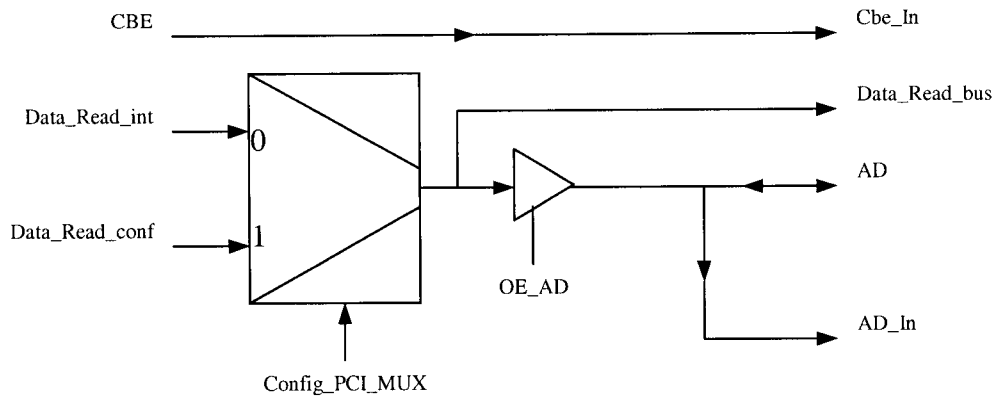 CBE
Cbe_In
Data_Read_int
Data_Read_bus
0
AD
Data_Read_conf
1
OE_AD
AD_In
Config_PCI_MUX